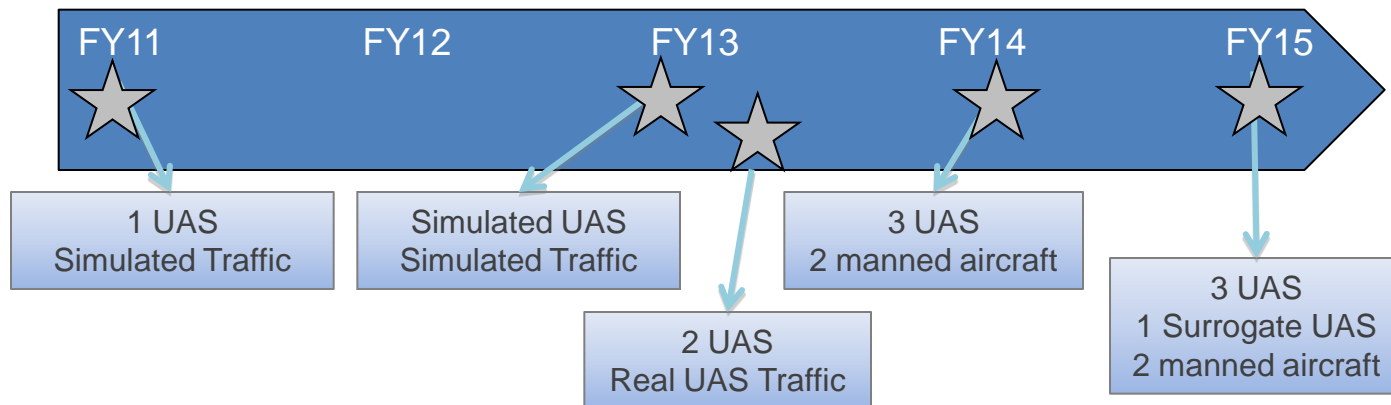 FY11 FY12 FY13 FY14 FY15
1 UAS
Simulated Traffic
Simulated UAS
Simulated Traffic
2 UAS
Real UAS Traffic
3 UAS
2 manned aircraft
3 UAS
1 Surrogate UAS
2 manned aircraft